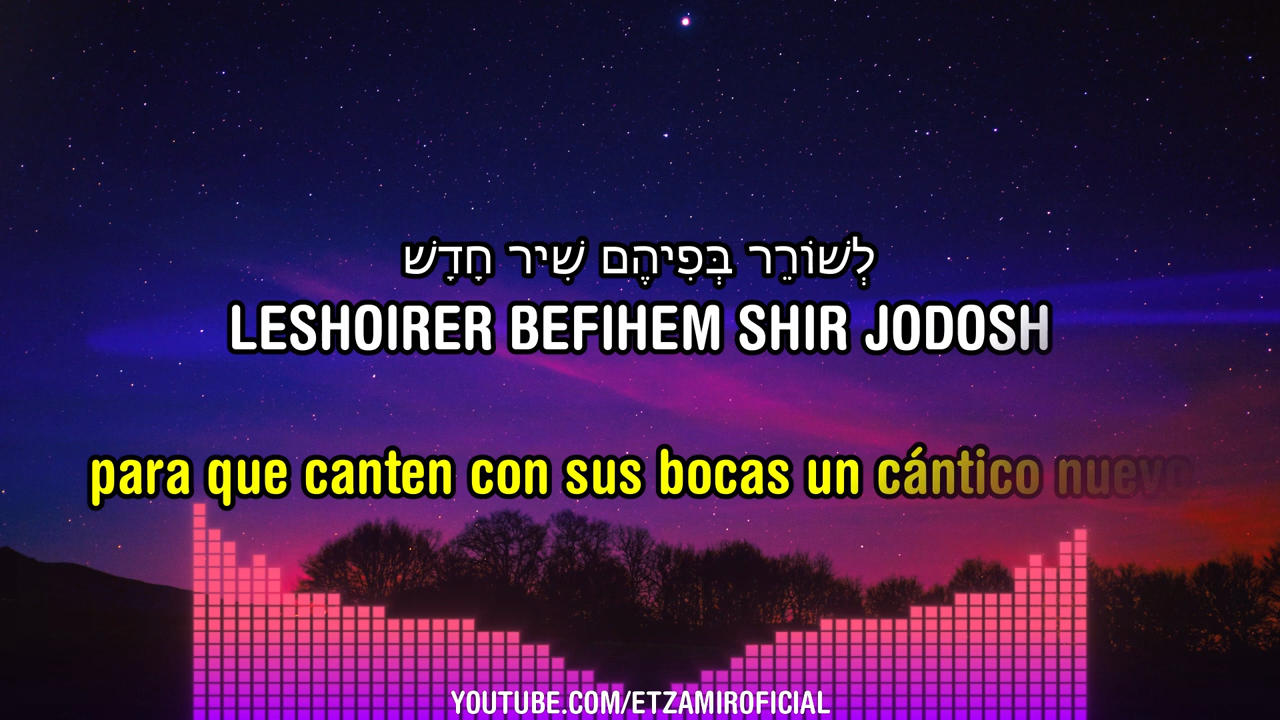 לְשׁוֹרֵר בְּפִיהֶם שִׁיר חָדָשׁ
LESHOIRER BEFIHEM SHIR JODOSH
para que canten con sus bocas un cántico nuevo
YOUTUBE.COM/ETZAMIROFICIAL